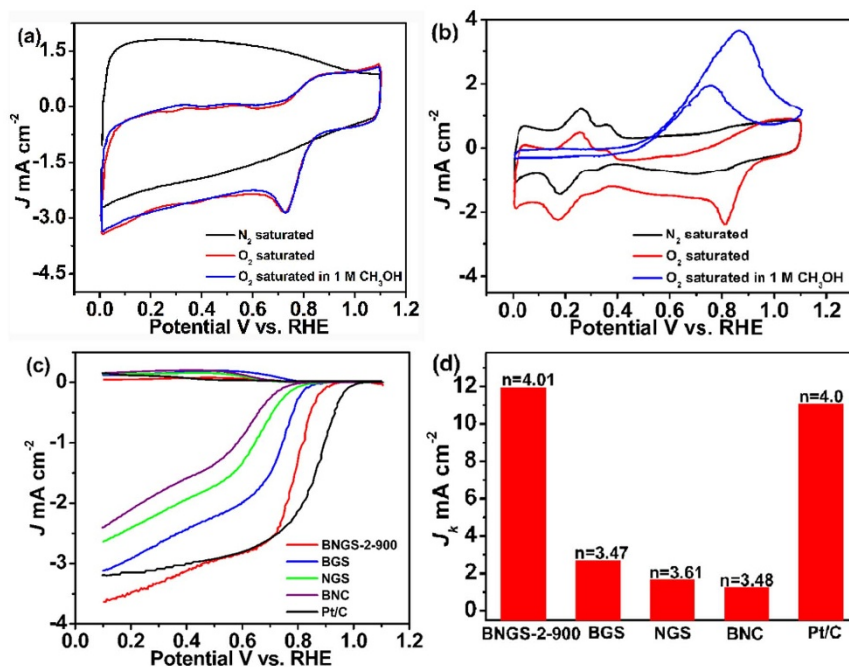 (a)
1.5
0.0
-1.5
-3.0
-4.5
J mA cm⁻²
N₂ saturated
O₂ saturated
O₂ saturated in 1 M CH₃OH
0.0 0.2 0.4 0.6 0.8 1.0 1.2
Potential V vs. RHE
(b)
4
2
0
-2
-4
J mA cm⁻²
N₂ saturated
O₂ saturated
O₂ saturated in 1 M CH₃OH
0.0 0.2 0.4 0.6 0.8 1.0 1.2
Potential V vs. RHE
(c)
0
-1
-2
-3
-4
J mA cm⁻²
BNGS-2-900
BGS
NGS
BNC
Pt/C
0.0 0.2 0.4 0.6 0.8 1.0 1.2
Potential V vs. RHE
(d)
12
10
8
6
4
2
0
Jₖ mA cm⁻²
n=4.01
n=3.47
n=3.61
n=3.48
n=4.0
BNGS-2-900 BGS NGS BNC Pt/C